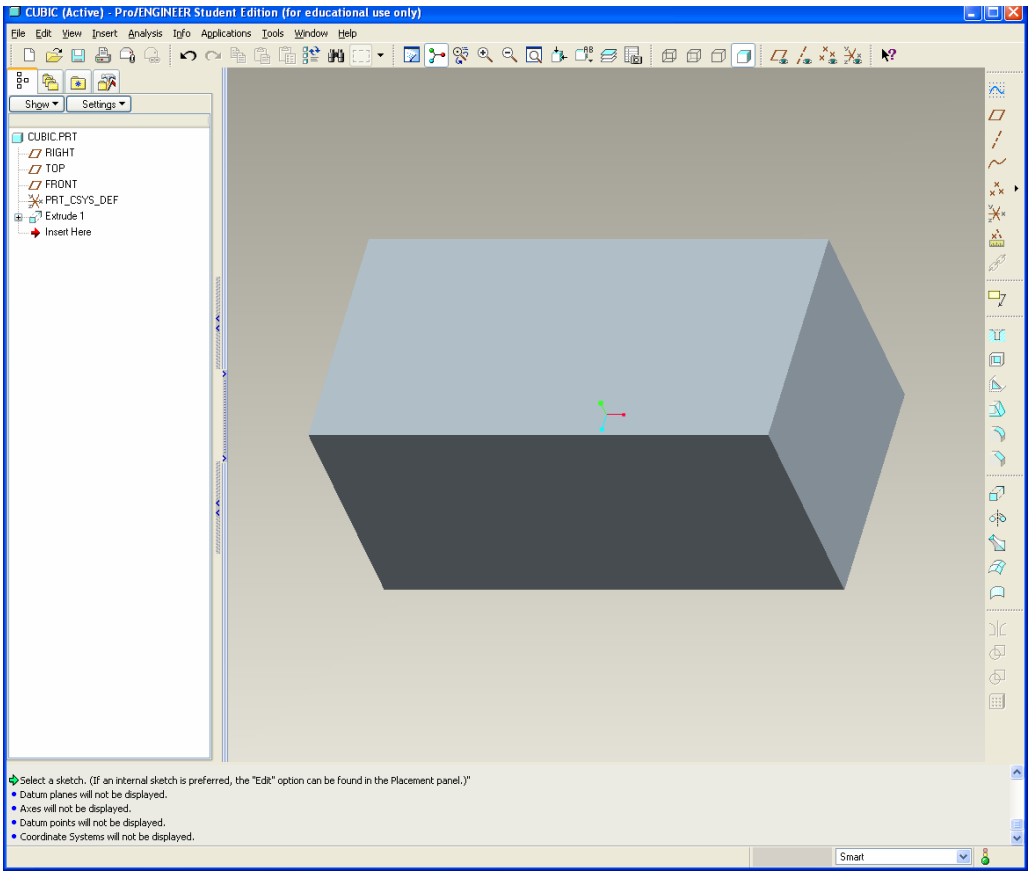 CUBIC (Active) - Pro/ENGINEER Student Edition (for educational use only)
File Edit View Insert Analysis Info Applications Tools Window Help
Show Settings
CUBIC.PRT
RIGHT
TOP
FRONT
PRT_CSYS_DEF
Extrude 1
Insert Here
Select a sketch. (If an internal sketch is preferred, the "Edit" option can be found in the Placement panel.)"
Datum planes will not be displayed.
Axes will not be displayed.
Datum points will not be displayed.
Coordinate Systems will not be displayed.
Smart